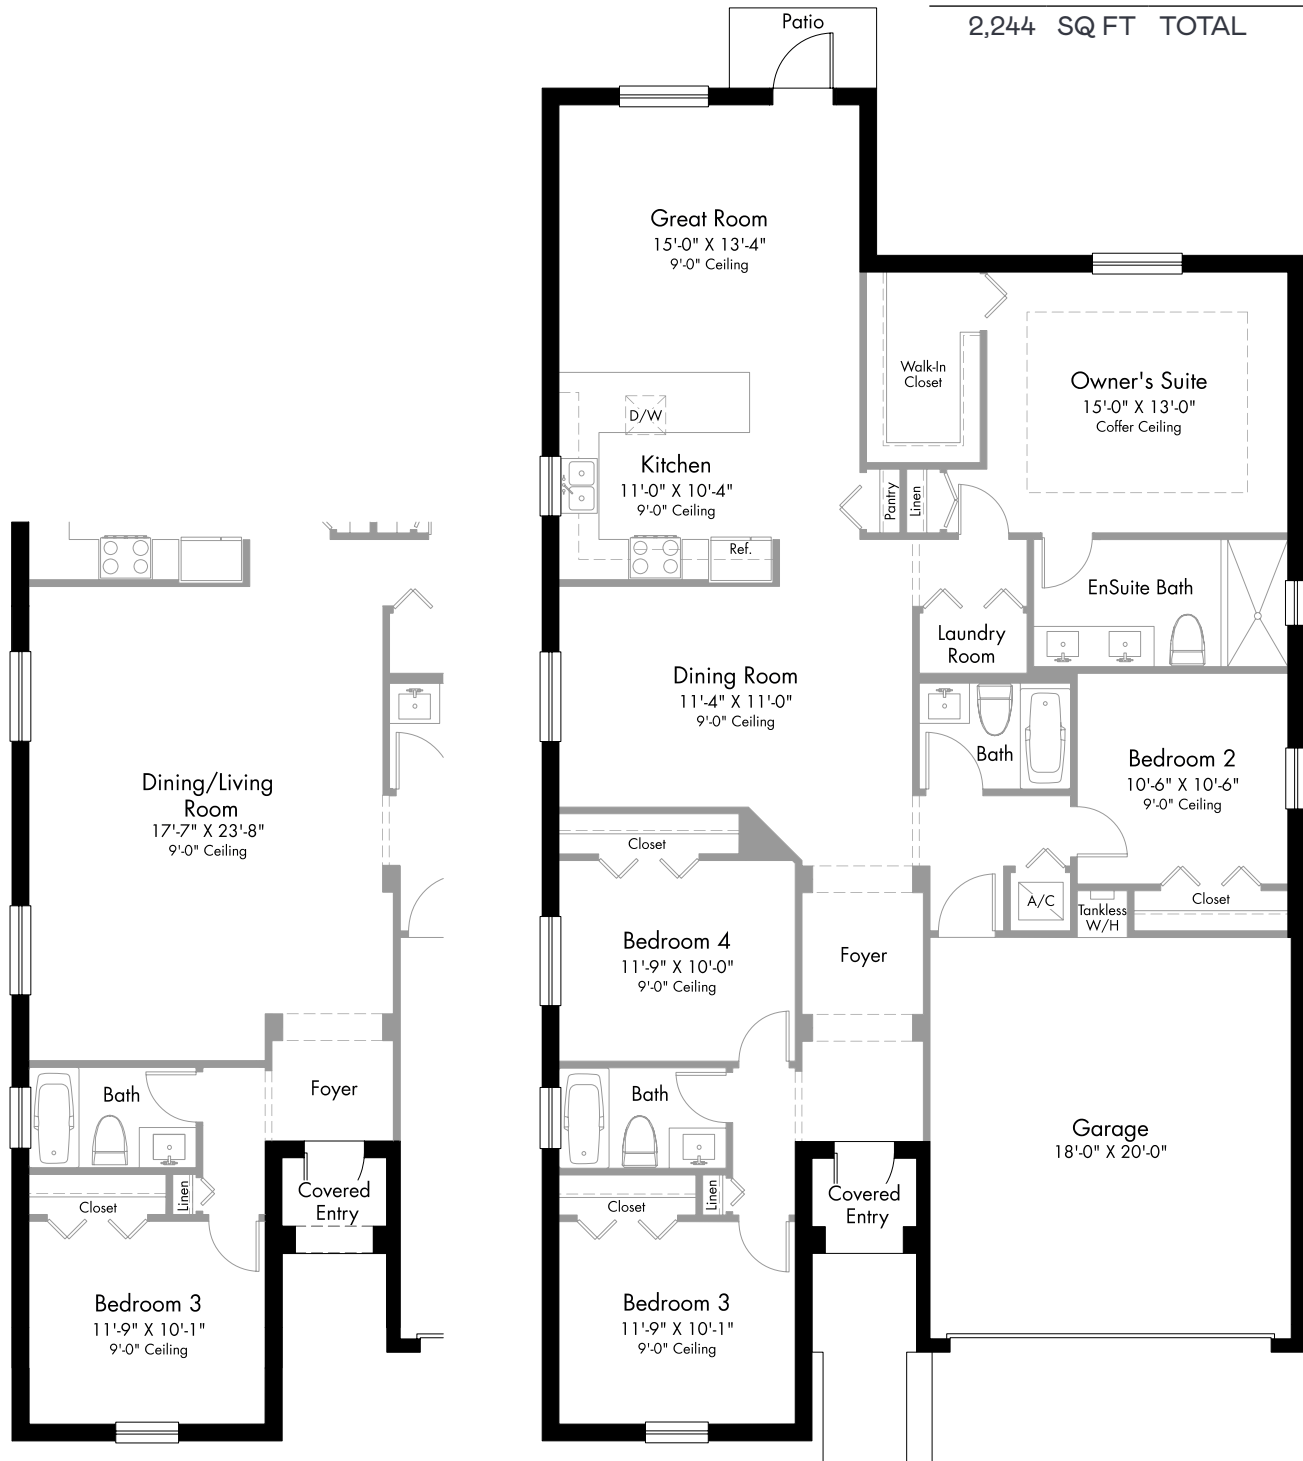 2,244 SQ FT TOTAL
Patio
Great Room
15'-0" X 13'-4"
9'-0" Ceiling
Walk-In
Closet
Owner's Suite
15'-0" X 13'-0"
Coffer Ceiling
D/W
Kitchen
11'-0" X 10'-4"
9'-0" Ceiling
Pantry
Linen
Ref.
EnSuite Bath
Laundry
Room
Dining Room
11'-4" X 11'-0"
9'-0" Ceiling
Bath
Bedroom 2
10'-6" X 10'-6"
9'-0" Ceiling
Closet
A/C
Closet
Tankless
W/H
Bedroom 4
11'-9" X 10'-0"
9'-0" Ceiling
Foyer
Bath
Garage
18'-0" X 20'-0"
Linen
Closet
Covered
Entry
Bedroom 3
11'-9" X 10'-1"
9'-0" Ceiling
Dining/Living
Room
17'-7" X 23'-8"
9'-0" Ceiling
Bath
Foyer
Linen
Closet
Covered
Entry
Bedroom 3
11'-9" X 10'-1"
9'-0" Ceiling